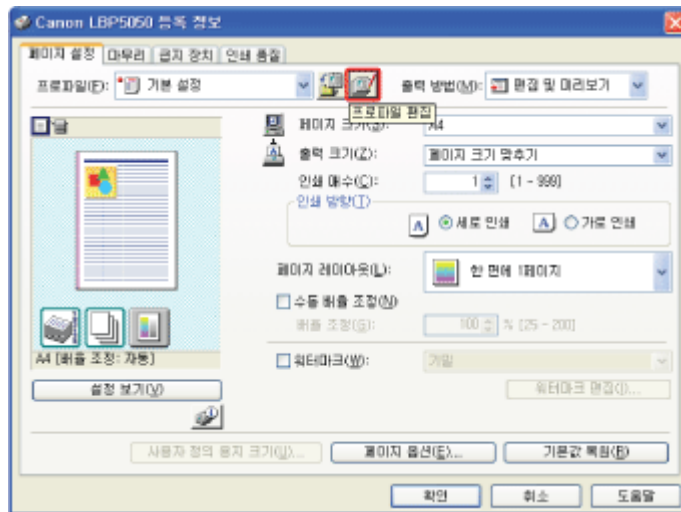 Canon LBP5050 등록 정보
페이지 설정 마무리 급지 장치 인쇄 품질
프로파일(F): 기본 설정 출력 방법(M): 편집 및 미리보기
프로파일 편집
페이지 크기(S): A4
출력 크기(Z): 페이지 크기 맞추기
인쇄 매수(C): 1 [1 - 999]
인쇄 방향(T)
A 세로 인쇄 A 가로 인쇄
페이지 레이아웃(L): 한 면에 1페이지
수동 배율 조정(N)
배율 조정(G): 100 % [25 - 200]
A4 [배율 조정: 자동]
워터마크(W): 기밀
설정 보기(V) 워터마크 편집(I)...
사용자 정의 용지 크기(U)... 페이지 옵션(E)... 기본값 복원(R)
확인 취소 도움말